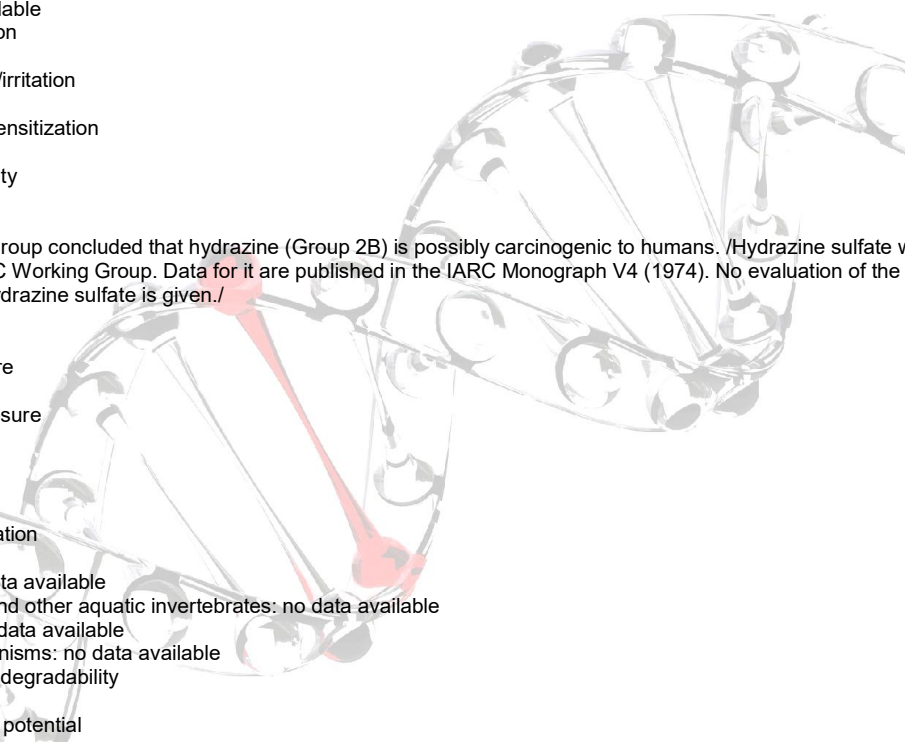 lable
on
/irritation
ensitization
ty
roup concluded that hydrazine (Group 2B) is possibly carcinogenic to humans. /Hydrazine sulfate w
C Working Group. Data for it are published in the IARC Monograph V4 (1974). No evaluation of the
ydrazine sulfate is given./
re
sure
ation
ta available
nd other aquatic invertebrates: no data available
data available
nisms: no data available
degradability
potential